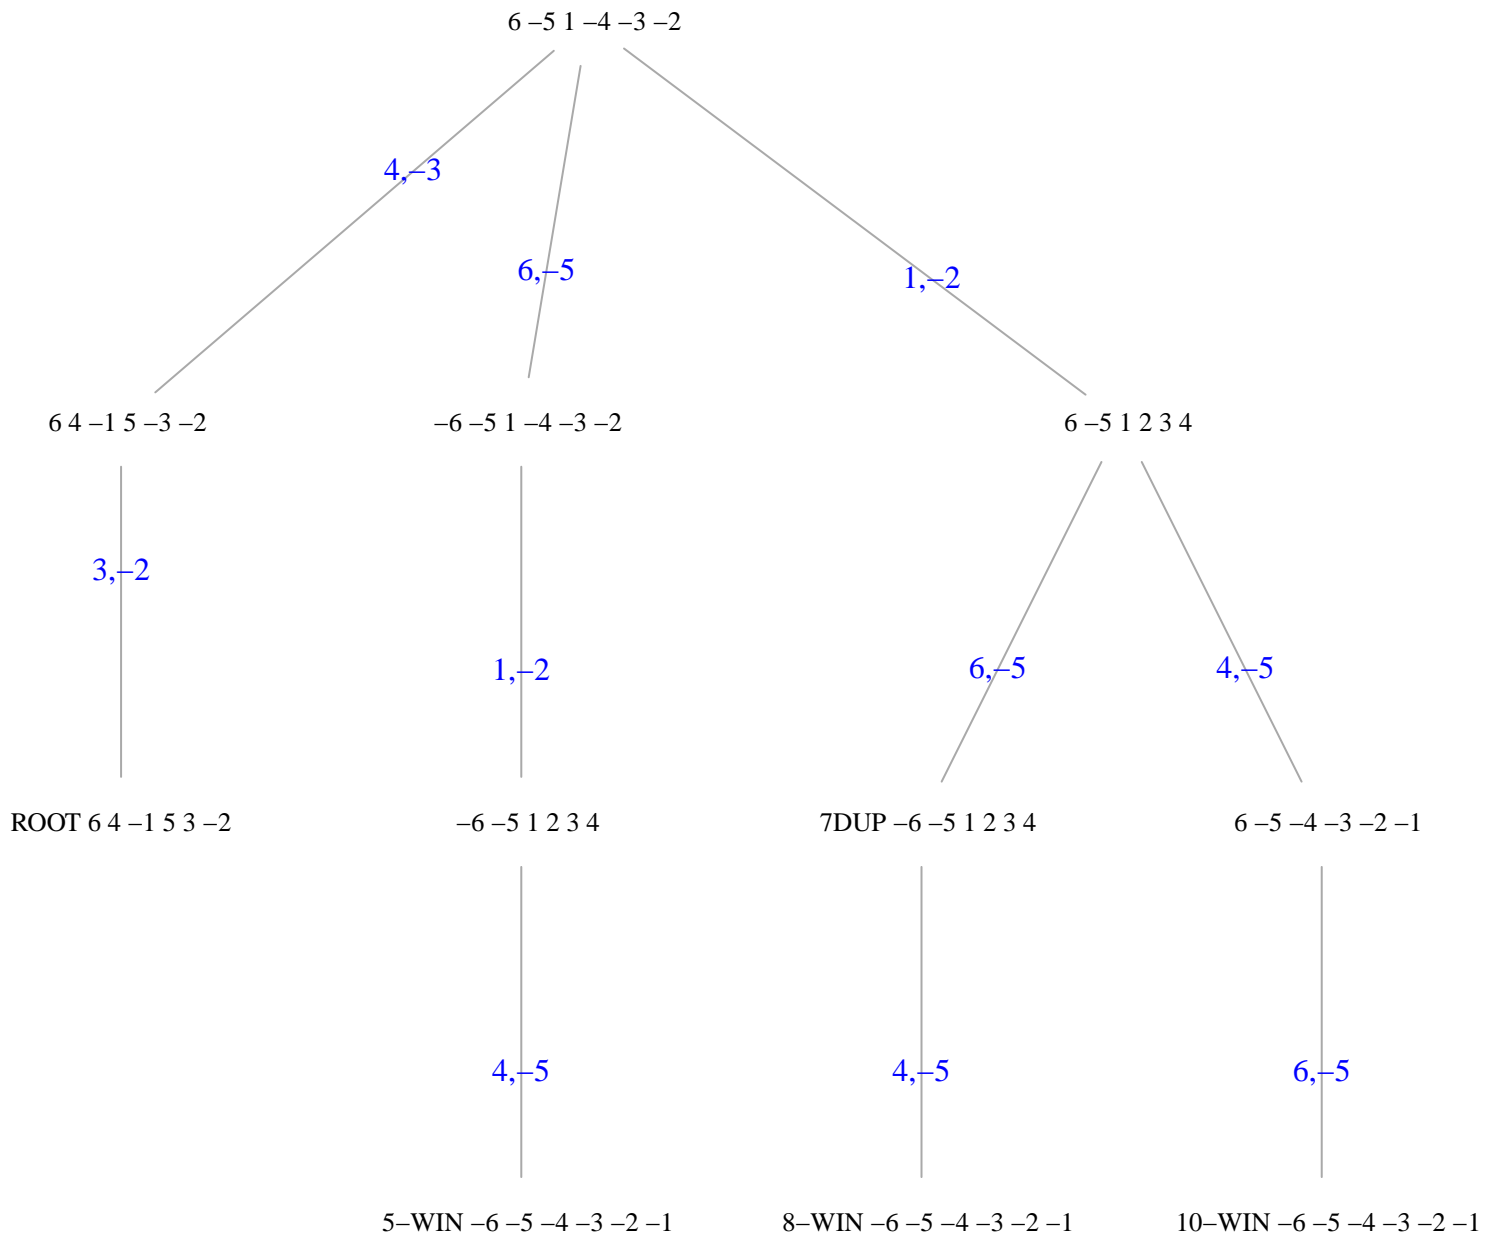 6 –5 1 –4 –3 –2
4,–3
6,–5
1,–2
6 4 –1 5 –3 –2
–6 –5 1 –4 –3 –2
6 –5 1 2 3 4
3,–2
1,–2
6,–5
4,–5
ROOT 6 4 –1 5 3 –2
–6 –5 1 2 3 4
7DUP –6 –5 1 2 3 4
6 –5 –4 –3 –2 –1
4,–5
4,–5
6,–5
5–WIN –6 –5 –4 –3 –2 –1
8–WIN –6 –5 –4 –3 –2 –1
10–WIN –6 –5 –4 –3 –2 –1